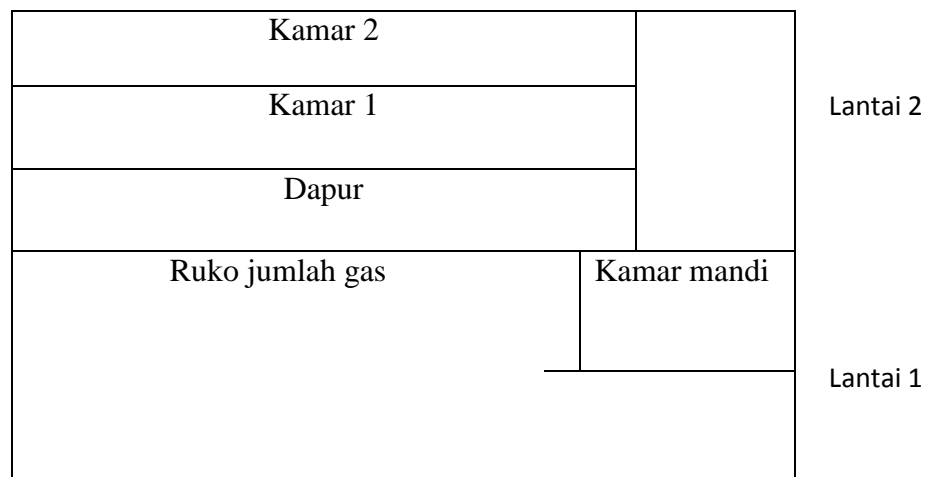 Kamar 2
Kamar 1
Lantai 2
Dapur
Ruko jumlah gas
Kamar mandi
Lantai 1